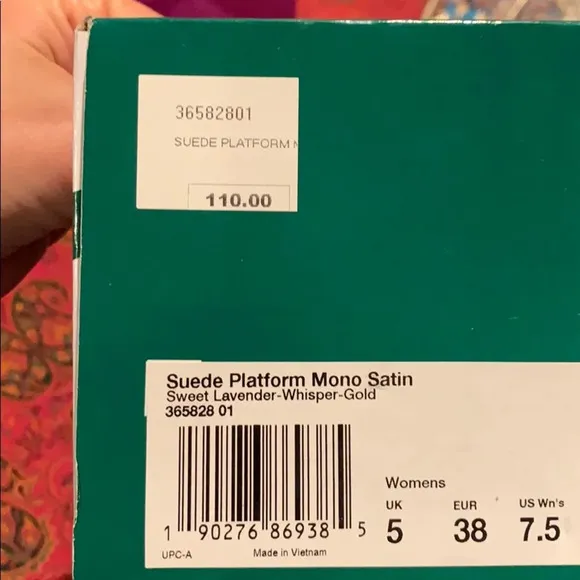 36582801
SUEDE PLATFORM
110.00
Suede Platform Mono Satin
Sweet Lavender-Whisper-Gold
365828 01
Womens
UK EUR US Wn's
5 38 7.5
1 90276 86938 5
UPC-A Made in Vietnam